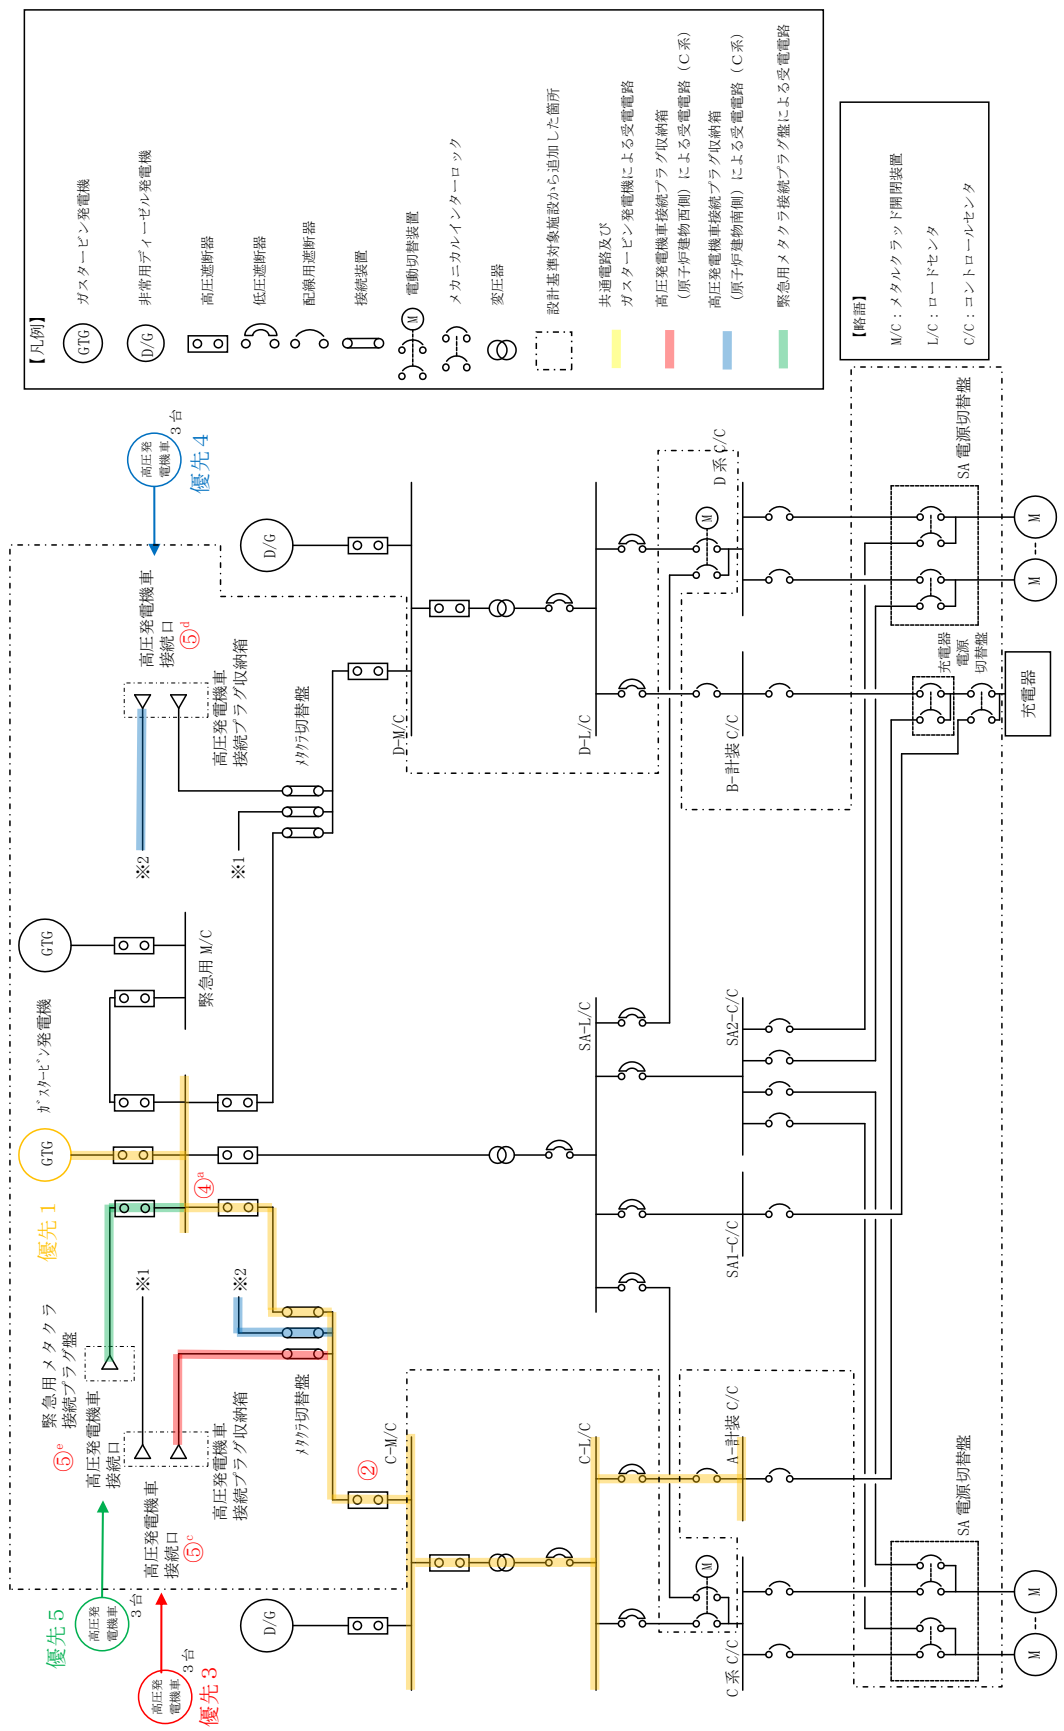 【凡例】
GTG
ガスタービン発電機
D/G
非常用ディーゼル発電機
高圧遮断器
低圧遮断器
配線用遮断器
接続装置
M
電動切替装置
メカニカルインターロック
変圧器
設計基準対象施設から追加した箇所
共通電路及び
ガスタービン発電機による受電電路
高圧発電機車接続プラグ収納箱
(原子炉建物西側)による受電電路(C系)
高圧発電機車接続プラグ収納箱
(原子炉建物南側)による受電電路(C系)
緊急用メタクラ接続プラグ盤による受電電路
【略語】
M/C:メタルクラッド開閉装置
L/C:ロードセンタ
C/C:コントロールセンタ
優先5
高圧発
電機車
3台
優先3
高圧発
電機車
3台
緊急用メタクラ
接続プラグ盤
⑤e
高圧発電機車
接続口
高圧発電機車
接続口
⑤c
高圧発電機車
接続プラグ収納箱
※1
※2
メタクラ切替盤
優先1
GTG
ガスタービン発電機
④a
GTG
緊急用 M/C
※2
※1
高圧発電機車
接続口
⑤d
高圧発電機車
接続プラグ収納箱
メタクラ切替盤
高圧発
電機車
3台
優先4
D/G
②
C-M/C
D/G
D-M/C
C-L/C
SA-L/C
D-L/C
C系 C/C
M
A-計装 C/C
SA1-C/C
SA2-C/C
B-計装 C/C
M
D系 C/C
SA電源切替盤
M
M
充電器
電源
切替盤
充電器
SA電源切替盤
M
M